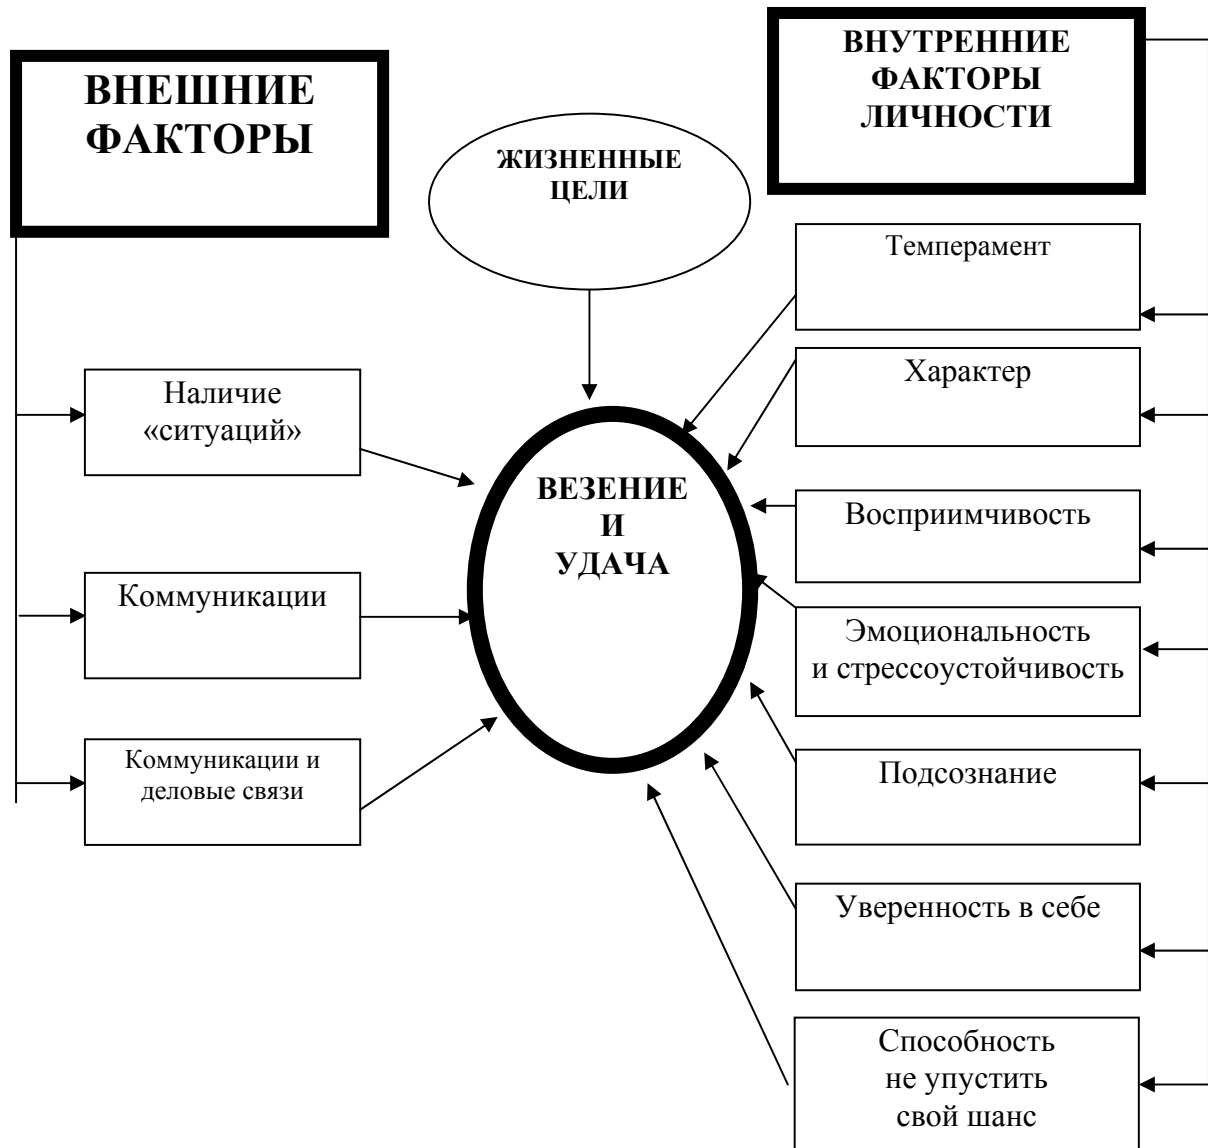 ВНЕШНИЕ
ФАКТОРЫ
ЖИЗНЕННЫЕ
ЦЕЛИ
ВНУТРЕННИЕ
ФАКТОРЫ
ЛИЧНОСТИ
Наличие
«ситуаций»
Коммуникации
Коммуникации и
деловые связи
ВЕЗЕНИЕ
И
УДАЧА
Темперамент
Характер
Восприимчивость
Эмоциональность
и стрессоустойчивость
Подсознание
Уверенность в себе
Способность
не упустить
свой шанс